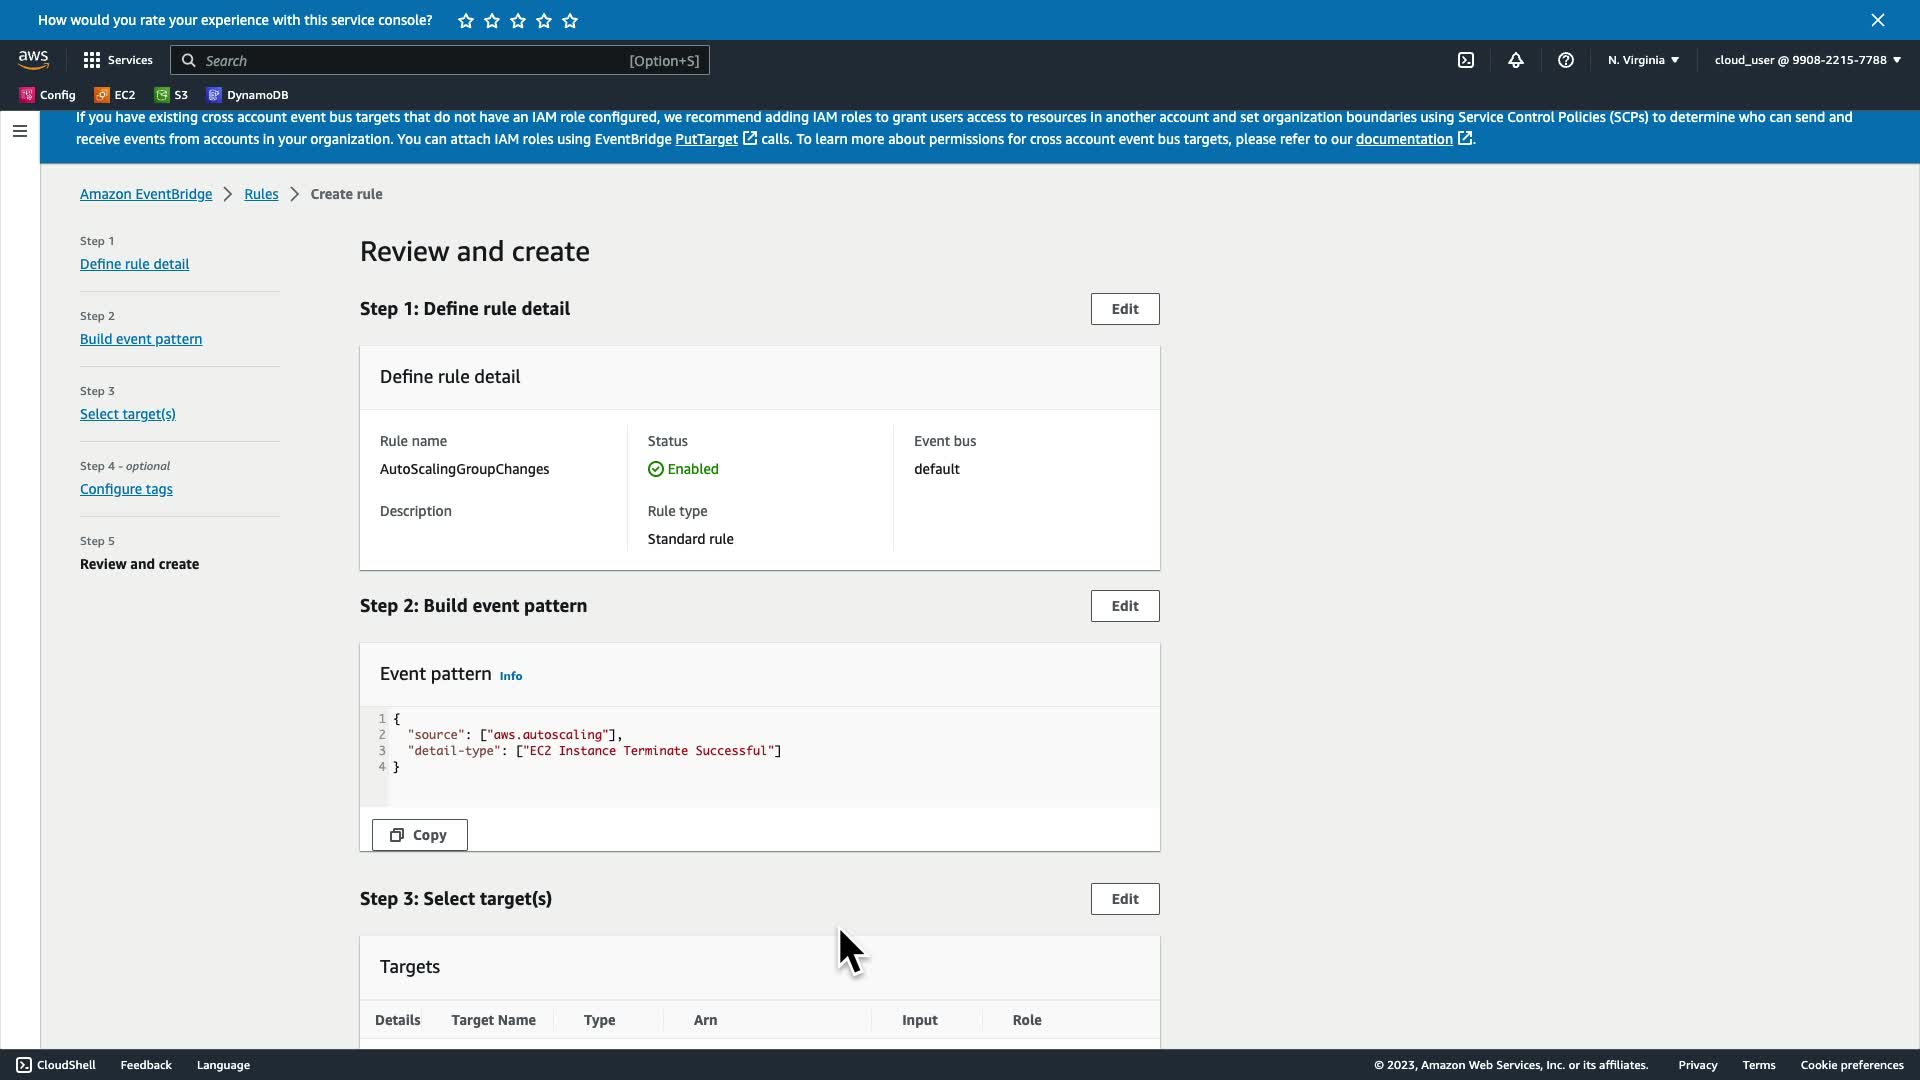 How would you rate your experience with this service console?
aws
Services
Search
[Option+S]
N. Virginia
cloud_user @ 9908-2215-7788
Config
EC2
S3
DynamoDB
If you have existing cross account event bus targets that do not have an IAM role configured, we recommend adding IAM roles to grant users access to resources in another account and set organization boundaries using Service Control Policies (SCPs) to determine who can send and
receive events from accounts in your organization. You can attach IAM roles using EventBridge PutTarget calls. To learn more about permissions for cross account event bus targets, please refer to our documentation.
Amazon EventBridge
Rules
Create rule
Step 1
Define rule detail
Step 2
Build event pattern
Step 3
Select target(s)
Step 4 - optional
Configure tags
Step 5
Review and create
Review and create
Step 1: Define rule detail
Edit
Define rule detail
Rule name
AutoScalingGroupChanges
Description
Status
Enabled
Rule type
Standard rule
Event bus
default
Step 2: Build event pattern
Edit
Event pattern Info
1 {
2 "source": ["aws.autoscaling"],
3 "detail-type": ["EC2 Instance Terminate Successful"]
4 }
Copy
Step 3: Select target(s)
Edit
Targets
Details Target Name Type Arn Input Role
CloudShell
Feedback
Language
© 2023, Amazon Web Services, Inc. or its affiliates.
Privacy
Terms
Cookie preferences